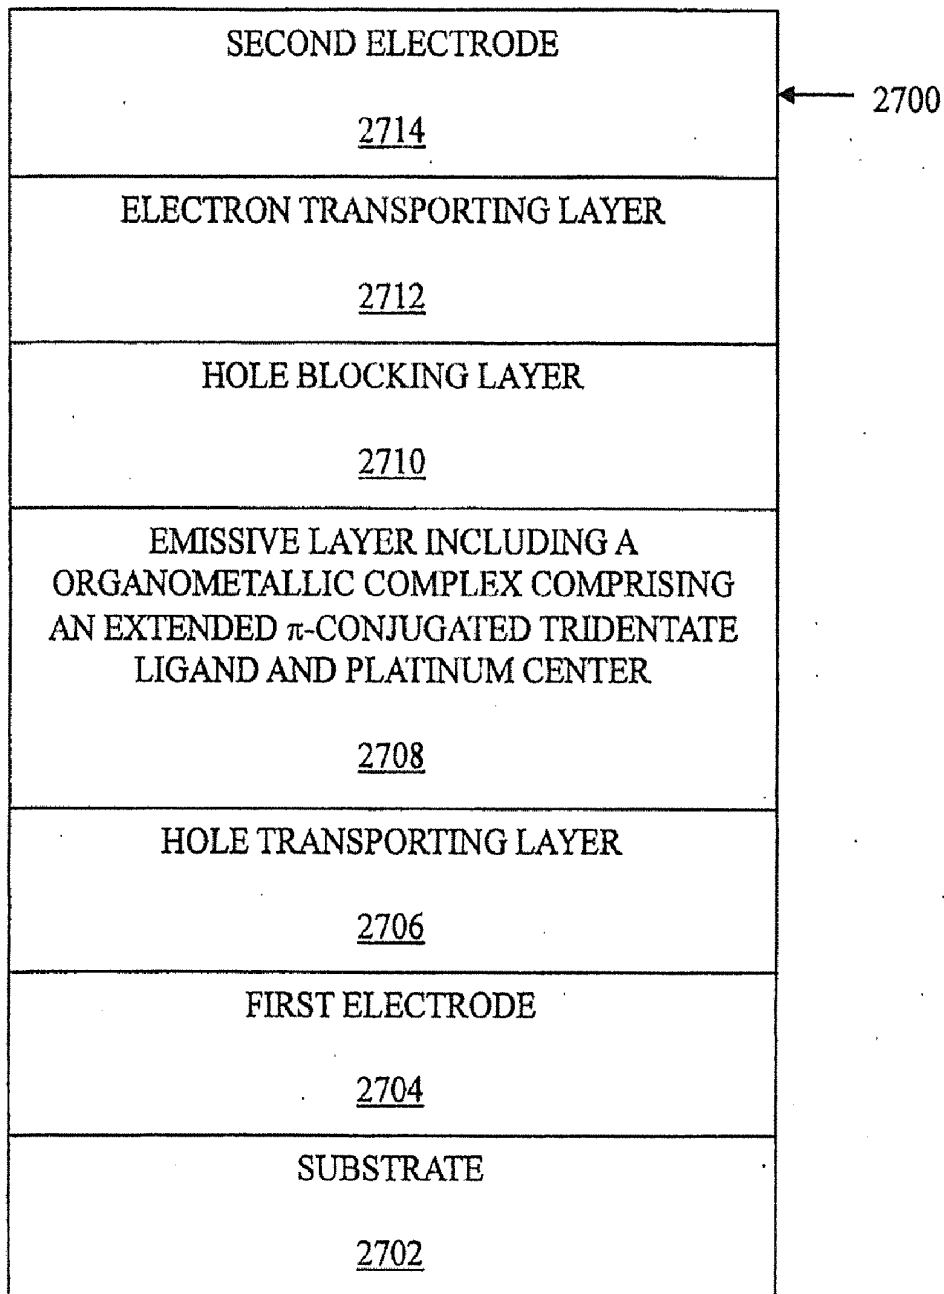 SECOND ELECTRODE
2714
2700
ELECTRON TRANSPORTING LAYER
2712
HOLE BLOCKING LAYER
2710
EMISSIVE LAYER INCLUDING A
ORGANOMETALLIC COMPLEX COMPRISING
AN EXTENDED π-CONJUGATED TRIDENTATE
LIGAND AND PLATINUM CENTER
2708
HOLE TRANSPORTING LAYER
2706
FIRST ELECTRODE
2704
SUBSTRATE
2702